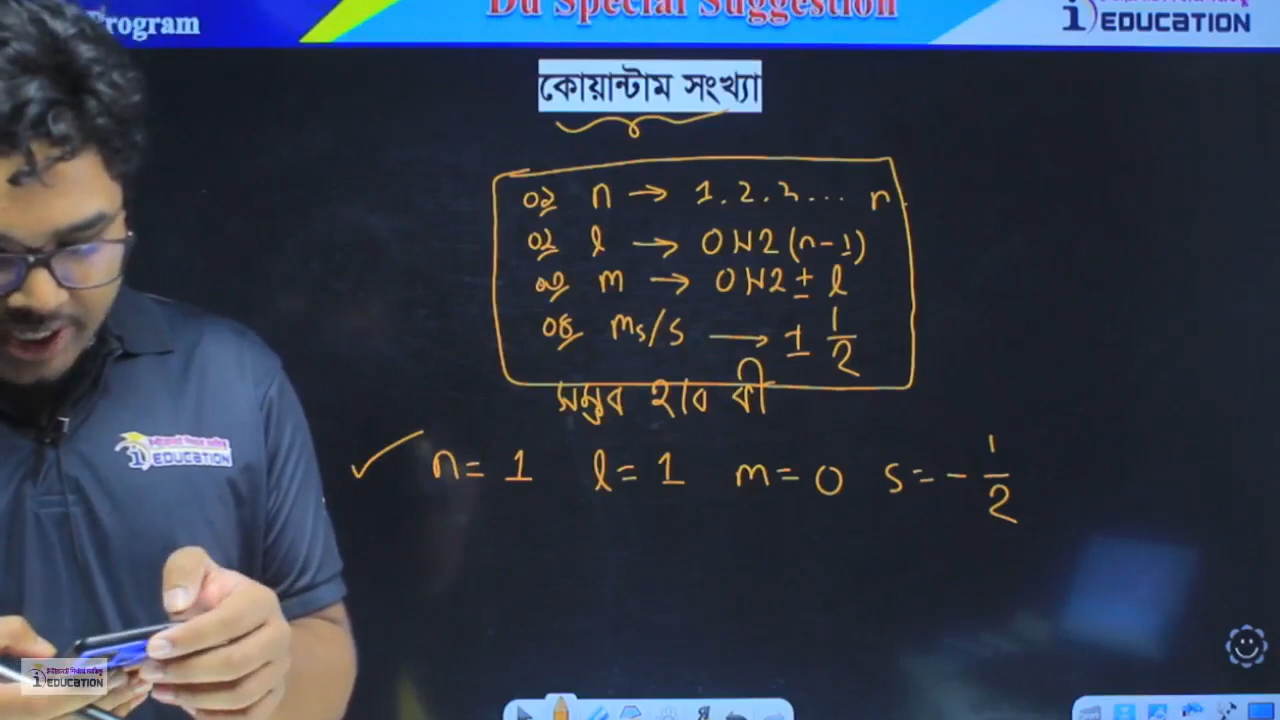 Program
Du Special Suggestion
EDUCATION
কোয়ান্টাম সংখ্যা
০১ n → 1. 2. 3 ... n.
০২ l → 0 1 2 (n-1)
০৩ m → 0 1 2 ± l
০৪ ms/s → ± 1/2
সম্ভব হবে কী
✓ n = 1 l = 1 m = 0 s = - 1/2
EDUCATION
EDUCATION